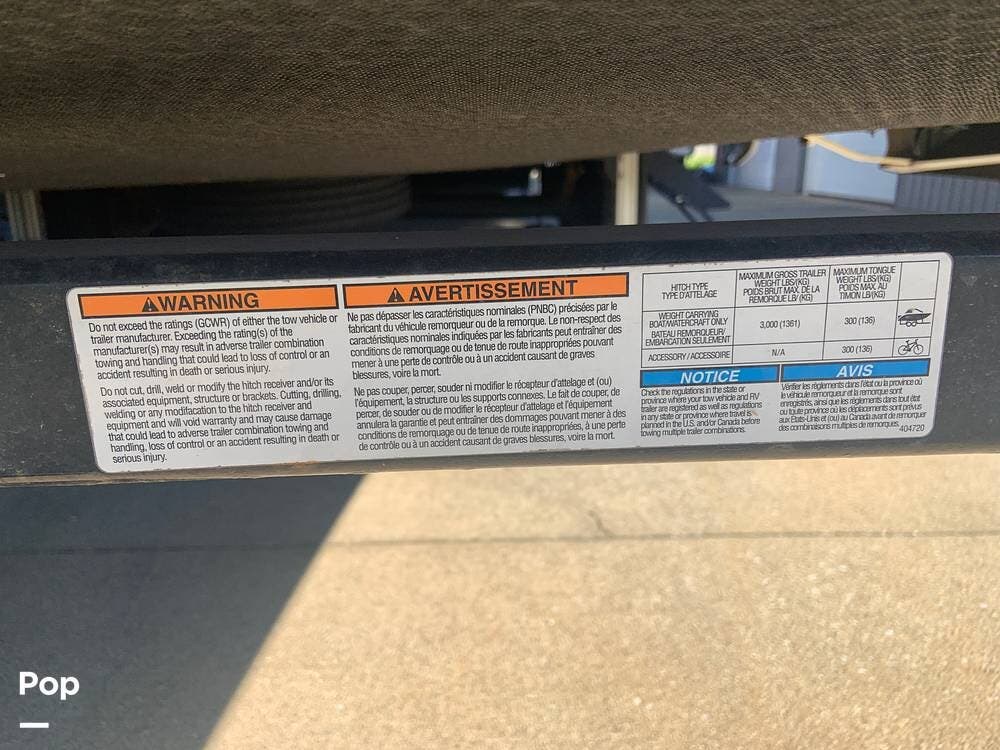 WARNING
Do not exceed the ratings (GCWR) of either the tow vehicle or
trailer manufacturer. Exceeding the rating(s) of the
manufacturer(s) may result in adverse trailer combination
towing and handling that could lead to loss of control or an
accident resulting in death or serious injury.
Do not cut, drill, weld or modify the hitch receiver and/or its
associated equipment, structure or brackets. Cutting, drilling,
welding or any modifacation to the hitch receiver and
equipment and will void warranty and may cause damage
that could lead to adverse trailer combination towing and
handling, loss of control or an accident resulting in death or
serious injury.
AVERTISSEMENT
Ne pas dépasser les caractéristiques nominales (PNBC) précisées par le
fabricant du véhicule remorqueur ou de la remorque. Le non-respect des
caractéristiques nominales indiquées par les fabricants peut entraîner des
conditions de remorquage ou de tenue de route inappropriées pouvant
mener à une perte de contrôle ou à un accident causant de graves
blessures, voire la mort.
Ne pas couper, percer, souder ni modifier le récepteur d'attelage et (ou)
l'équipement, la structure ou les supports connexes. Le fait de couper, de
percer, de souder ou de modifier le récepteur d'attelage et l'équipement
annulera la garantie et peut entraîner des dommages pouvant mener à des
conditions de remorquage ou de tenue de route inappropriées, à une perte
de contrôle ou à un accident causant de graves blessures, voire la mort.
HITCH TYPE
TYPE D'ATTELAGE
MAXIMUM GROSS TRAILER
WEIGHT LBS/(KG)
POIDS BRUT MAX. DE LA
REMORQUE LB/(KG)
MAXIMUM TONGUE
WEIGHT LBS/(KG)
POIDS MAX. AU
TIMON LB/(KG)
WEIGHT CARRYING
BOAT/WATERCRAFT ONLY
BATEAU REMORQUEUR/
EMBARCATION SEULEMENT
3,000 (1361)
300 (136)
ACCESSORY / ACCESSOIRE
N/A
300 (136)
NOTICE
Check the regulations in the state or
province where your tow vehicle and RV
trailer are registered as well as regulations
in any state or province where travel is
planned in the U.S. and/or Canada before
towing multiple trailer combinations.
AVIS
Vérifier les règlements dans l'état ou la province où
le véhicule remorqueur et la remorque sont
enregistrés, ainsi que les règlements dans tout état
ou toute province où les déplacements sont prévus
aux États-Unis et (ou) au Canada avant de remorquer
des combinaisons multiples de remorques.
404720
Pop